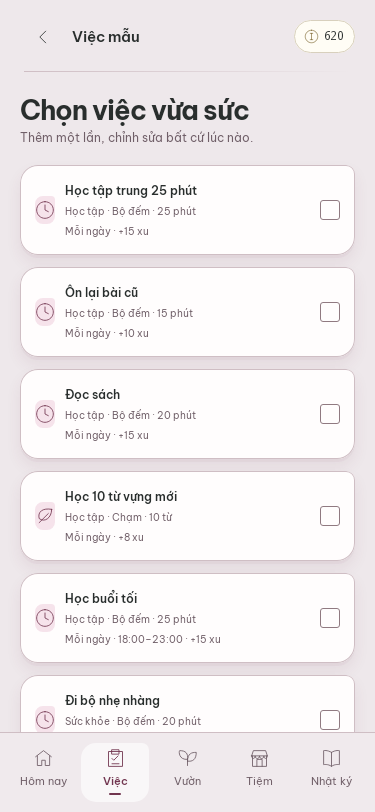 Việc mẫu
620
Chọn việc vừa sức
Thêm một lần, chỉnh sửa bất cứ lúc nào.
Học tập trung 25 phút
Học tập · Bộ đếm · 25 phút
Mỗi ngày · +15 xu
Ôn lại bài cũ
Học tập · Bộ đếm · 15 phút
Mỗi ngày · +10 xu
Đọc sách
Học tập · Bộ đếm · 20 phút
Mỗi ngày · +15 xu
Học 10 từ vựng mới
Học tập · Chạm · 10 từ
Mỗi ngày · +8 xu
Học buổi tối
Học tập · Bộ đếm · 25 phút
Mỗi ngày · 18:00–23:00 · +15 xu
Đi bộ nhẹ nhàng
Sức khỏe · Bộ đếm · 20 phút
Hôm nay
Việc
Vườn
Tiệm
Nhật ký